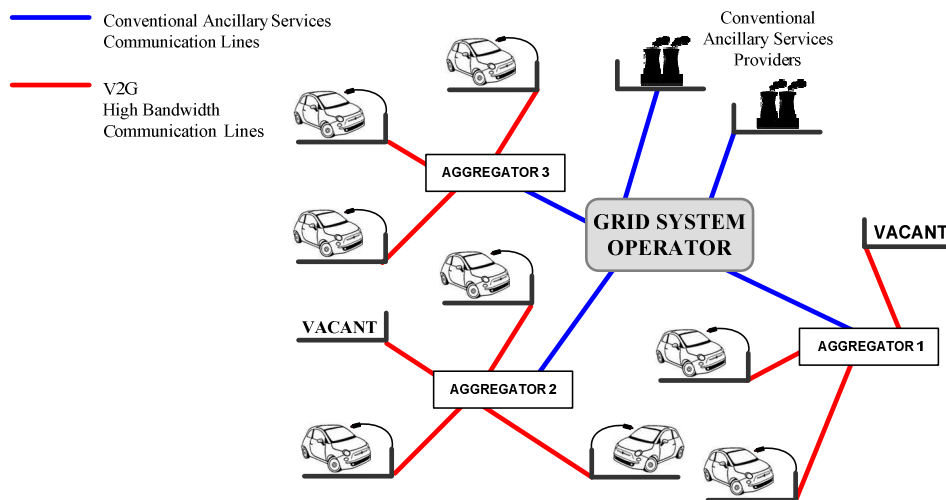 Conventional Ancillary Services
Communication Lines
V2G
High Bandwidth
Communication Lines
Conventional
Ancillary Services
Providers
AGGREGATOR 3
GRID SYSTEM
OPERATOR
VACANT
VACANT
AGGREGATOR 1
AGGREGATOR 2